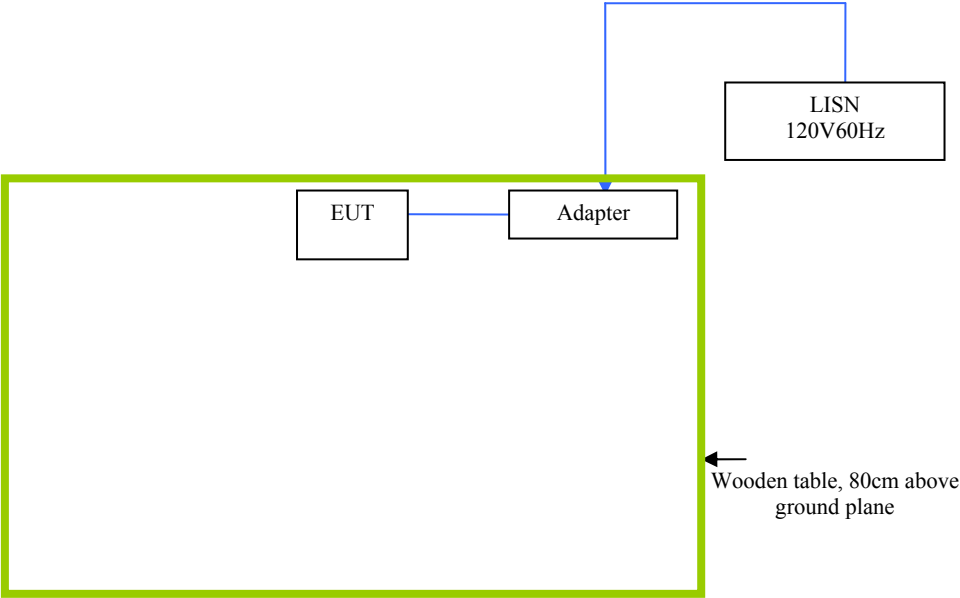 LISN
120V60Hz
EUT
Adapter
Wooden table, 80cm above
ground plane